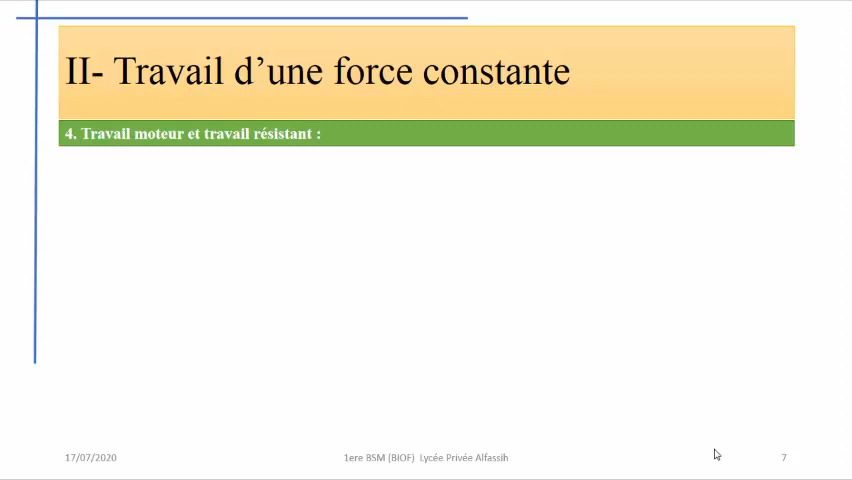 II- Travail d’une force constante
4. Travail moteur et travail résistant :
17/07/2020
1ere BSM (BIOF) Lycée Privée Alfassih
7